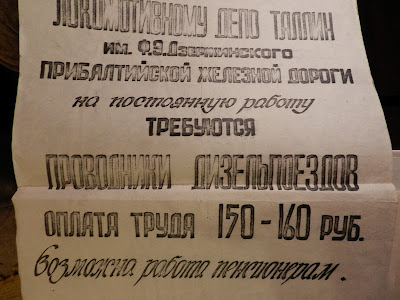 ЛОКОМОТИВНОМУ ДЕПО ТАЛЛИН
ИМ. Ф.Э.ДЗЕРЖИНСКОГО
ПРИБАЛТИЙСКОЙ ЖЕЛЕЗНОЙ ДОРОГИ
на постоянную работу
ТРЕБУЮТСЯ
ПРОВОДНИКИ ДИЗЕЛЬПОЕЗДОВ
ОПЛАТА ТРУДА 150-160 РУБ.
Возможна работа пенсионерам.